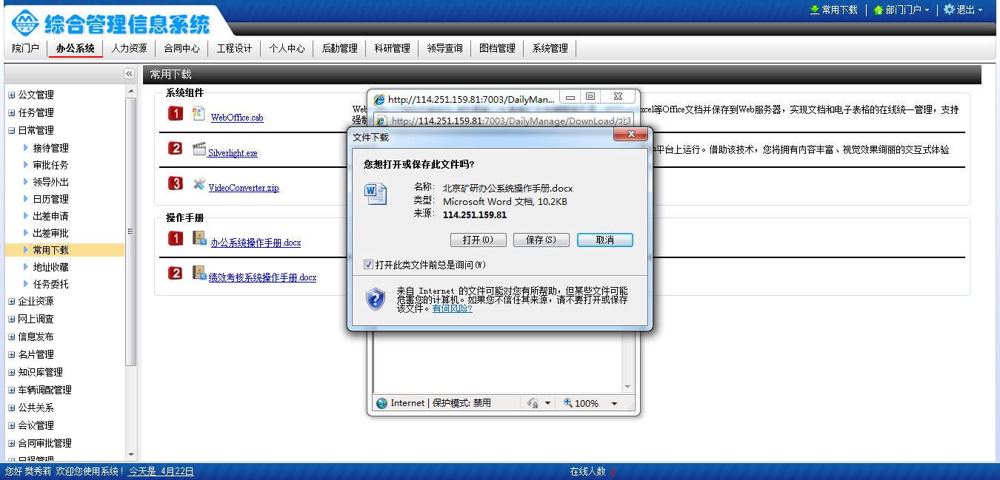 综合管理信息系统
常用下载 部门门户 退出
院门户 办公系统 人力资源 合同中心 工程设计 个人中心 后勤管理 科研管理 领导查询 图档管理 系统管理
常用下载
公文管理
任务管理
日常管理
接待管理
审批任务
领导外出
日历管理
出差申请
出差审批
常用下载
地址收藏
任务委托
企业资源
网上调查
信息发布
名片管理
知识库管理
车辆调配管理
公共关系
会议管理
合同审批管理
日程管理
系统组件
1 WebOffice.cab
xcel等Office文档并保存到Web服务器，实现文档和电子表格的在线统一管理，支持
强制
2 Silverlight.exe
平台上运行。借助该技术，您将拥有内容丰富、视觉效果绚丽的交互式体验
3 VideoConverter.zip
操作手册
1 办公系统操作手册.docx
2 绩效考核系统操作手册.docx
http://114.251.159.81:7003/DailyMan...
http://114.251.159.81:7003/DailyManage/DownLoad/北
文件下载
您想打开或保存此文件吗?
名称: 北京矿研办公系统操作手册.docx
类型: Microsoft Word 文档, 10.2KB
来源: 114.251.159.81
打开(O) 保存(S) 取消
打开此类文件前总是询问(W)
来自 Internet 的文件可能对您有所帮助，但某些文件可能
危害您的计算机。如果您不信任其来源，请不要打开或保存
该文件。有何风险?
Internet | 保护模式: 禁用 100%
您好 樊秀莉 欢迎您使用系统! 今天是 4月22日
在线人数